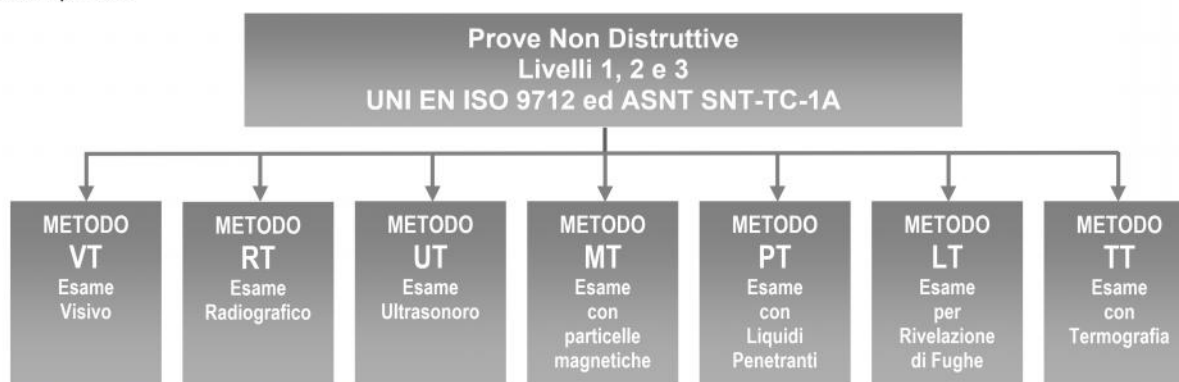 Prove Non Distruttive
Livelli 1, 2 e 3
UNI EN ISO 9712 ed ASNT SNT-TC-1A
METODO
VT
Esame
Visivo
METODO
RT
Esame
Radiografico
METODO
UT
Esame
Ultrasonoro
METODO
MT
Esame
con
particelle
magnetiche
METODO
PT
Esame
con
Liquidi
Penetranti
METODO
LT
Esame
per
Rivelazione
di Fughe
METODO
TT
Esame
con
Termografia